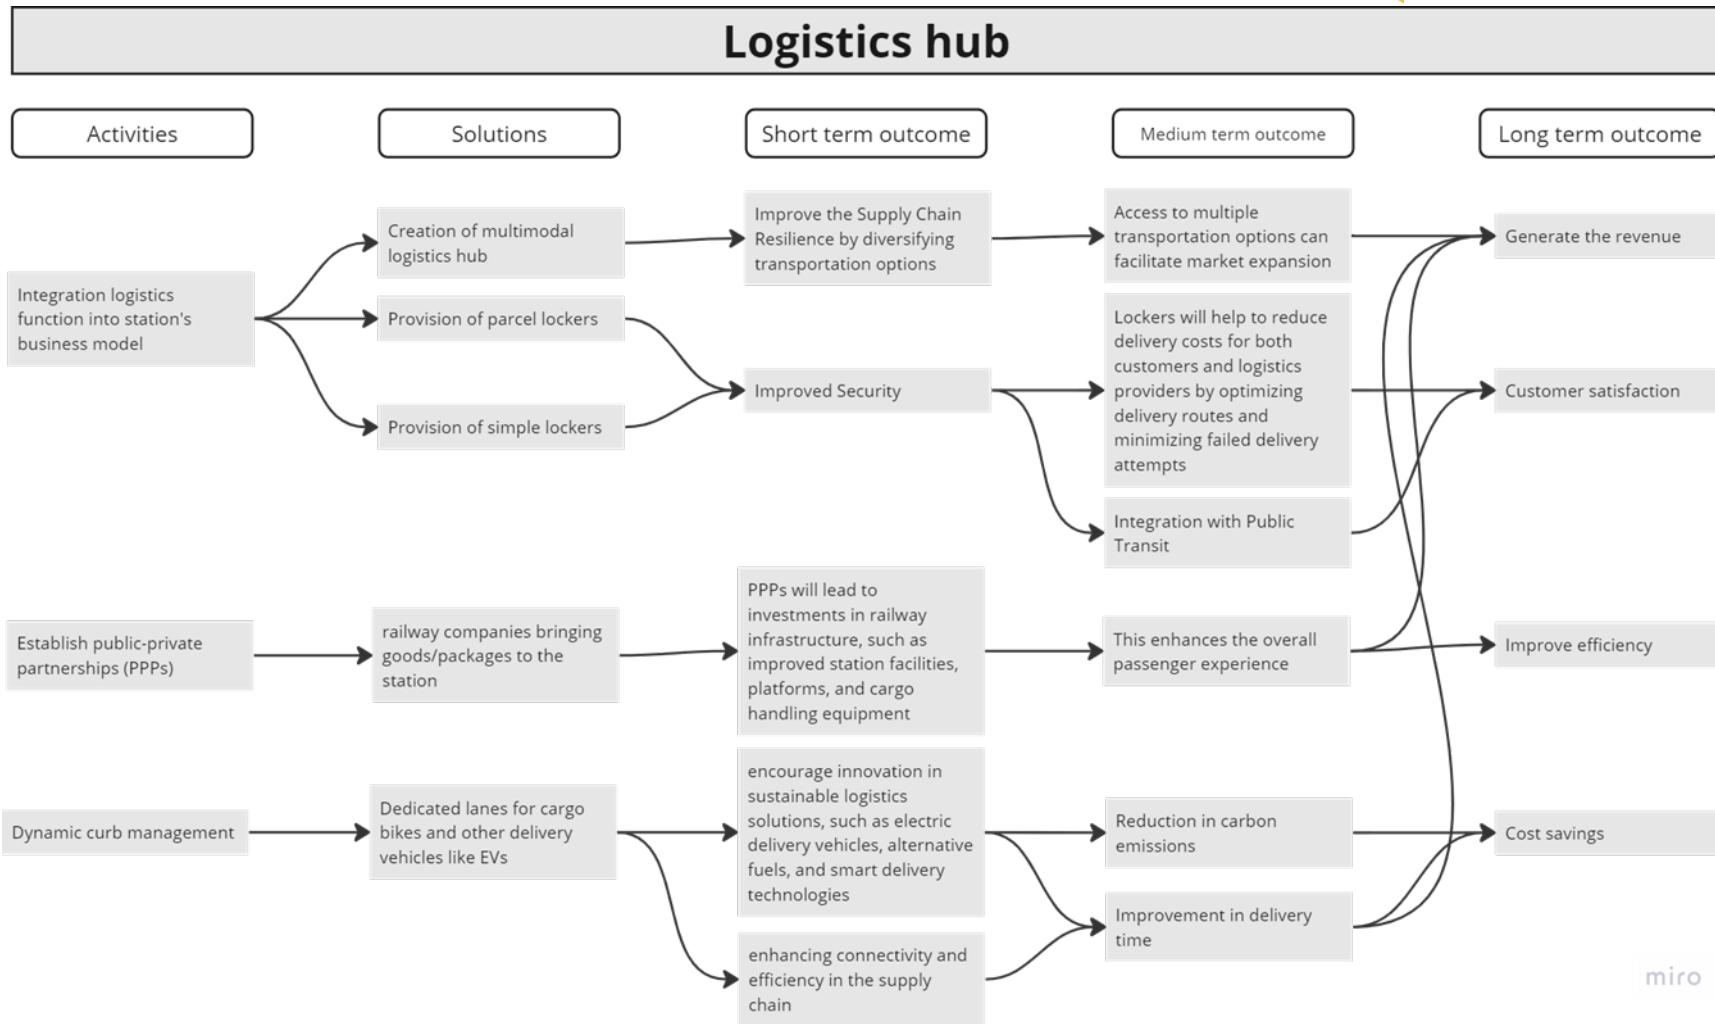 Logistics hub
Activities
Solutions
Short term outcome
Medium term outcome
Long term outcome
Integration logistics
function into station's
business model
Creation of multimodal
logistics hub
Provision of parcel lockers
Provision of simple lockers
Improve the Supply Chain
Resilience by diversifying
transportation options
Improved Security
Access to multiple
transportation options can
facilitate market expansion
Lockers will help to reduce
delivery costs for both
customers and logistics
providers by optimizing
delivery routes and
minimizing failed delivery
attempts
Integration with Public
Transit
Generate the revenue
Customer satisfaction
Establish public-private
partnerships (PPPs)
railway companies bringing
goods/packages to the
station
PPPs will lead to
investments in railway
infrastructure, such as
improved station facilities,
platforms, and cargo
handling equipment
This enhances the overall
passenger experience
Improve efficiency
Dynamic curb management
Dedicated lanes for cargo
bikes and other delivery
vehicles like EVs
encourage innovation in
sustainable logistics
solutions, such as electric
delivery vehicles, alternative
fuels, and smart delivery
technologies
enhancing connectivity and
efficiency in the supply
chain
Reduction in carbon
emissions
Improvement in delivery
time
Cost savings
miro